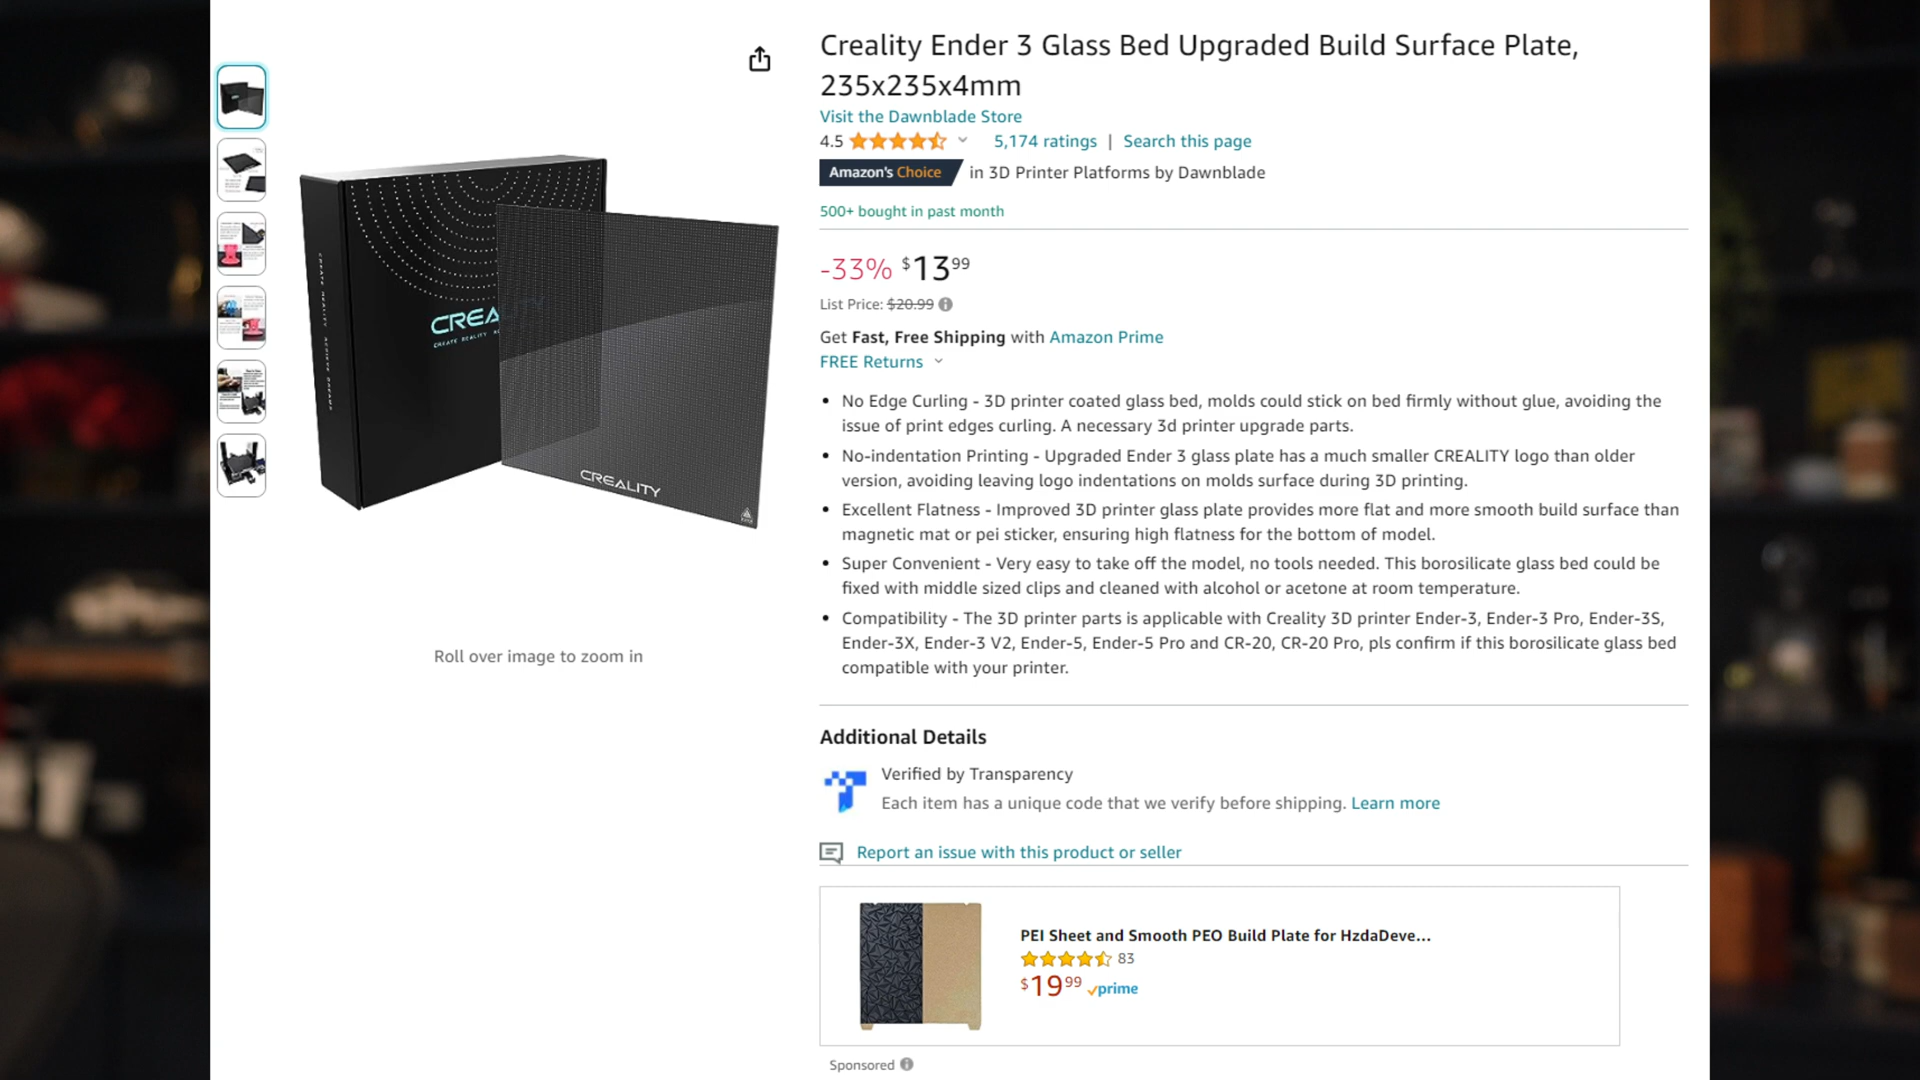 Creality Ender 3 Glass Bed Upgraded Build Surface Plate,
235x235x4mm
Visit the Dawnblade Store
4.5
5,174 ratings | Search this page
Amazon's Choice in 3D Printer Platforms by Dawnblade
500+ bought in past month
-33% $13 99
List Price: $20.99
Get Fast, Free Shipping with Amazon Prime
FREE Returns
• No Edge Curling - 3D printer coated glass bed, molds could stick on bed firmly without glue, avoiding the
issue of print edges curling. A necessary 3d printer upgrade parts.
• No-indentation Printing - Upgraded Ender 3 glass plate has a much smaller CREALITY logo than older
version, avoiding leaving logo indentations on molds surface during 3D printing.
• Excellent Flatness - Improved 3D printer glass plate provides more flat and more smooth build surface than
magnetic mat or pei sticker, ensuring high flatness for the bottom of model.
• Super Convenient - Very easy to take off the model, no tools needed. This borosilicate glass bed could be
fixed with middle sized clips and cleaned with alcohol or acetone at room temperature.
• Compatibility - The 3D printer parts is applicable with Creality 3D printer Ender-3, Ender-3 Pro, Ender-3S,
Ender-3X, Ender-3 V2, Ender-5, Ender-5 Pro and CR-20, CR-20 Pro, pls confirm if this borosilicate glass bed
compatible with your printer.
CREATE REALITY ACHIEVE DREAMS
CREALITY
CREATE REALITY
CREALITY
Roll over image to zoom in
Additional Details
Verified by Transparency
Each item has a unique code that we verify before shipping. Learn more
Report an issue with this product or seller
PEI Sheet and Smooth PEO Build Plate for HzdaDeve...
83
$19 99 prime
Sponsored